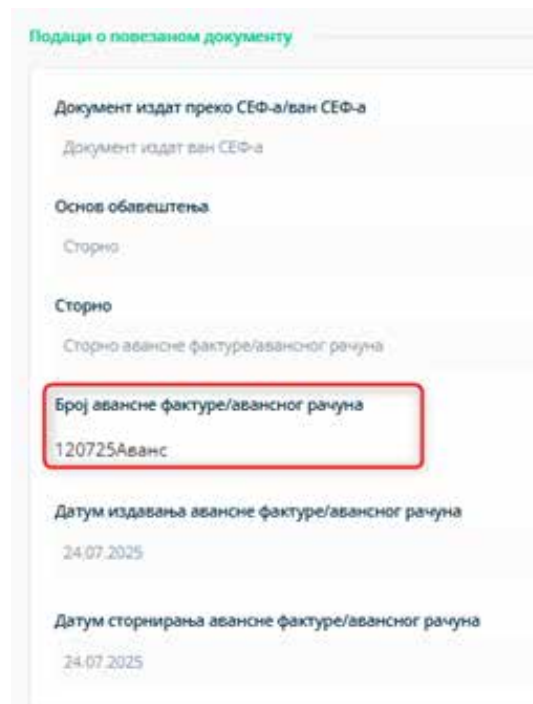 Подаци о повезаном документу
Документ издат преко СЕФ-а/ван СЕФ-а
Документ издат ван СЕФ-а
Основ обавештења
Сторно
Сторно
Сторно авансне фактуре/авансног рачуна
Број авансне фактуре/авансног рачуна
120725Аванс
Датум издавања авансне фактуре/авансног рачуна
24.07.2025
Датум сторнирања авансне фактуре/авансног рачуна
24.07.2025